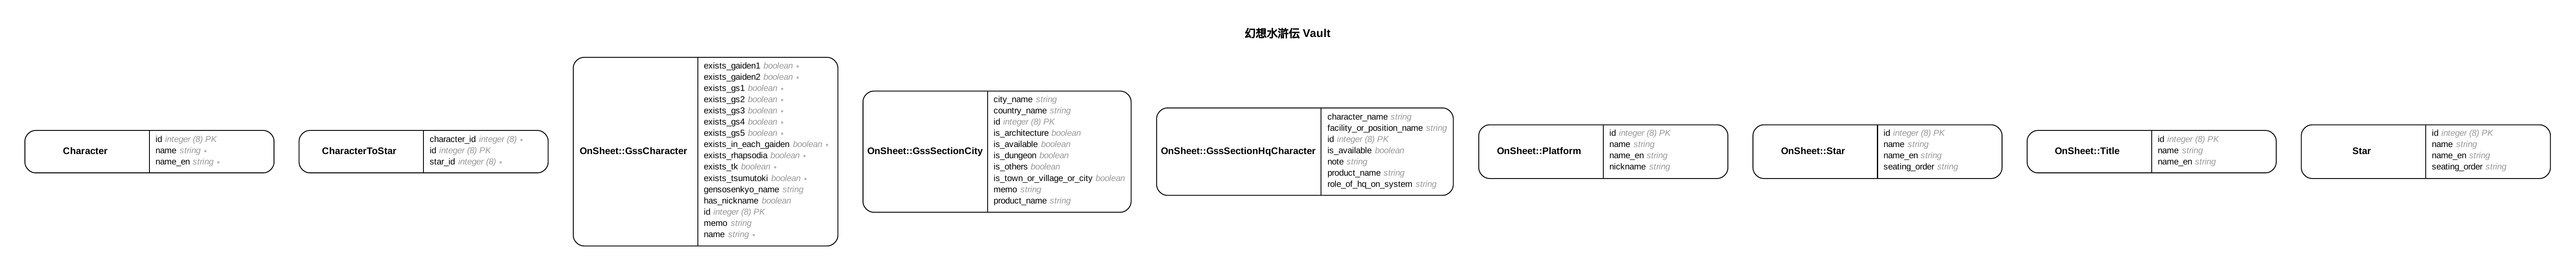 幻想水滸伝 Vault
Character
id integer (8) PK
name string ∗
name_en string ∗
CharacterToStar
character_id integer (8) ∗
id integer (8) PK
star_id integer (8) ∗
OnSheet::GssCharacter
exists_gaiden1 boolean ∗
exists_gaiden2 boolean ∗
exists_gs1 boolean ∗
exists_gs2 boolean ∗
exists_gs3 boolean ∗
exists_gs4 boolean ∗
exists_gs5 boolean ∗
exists_in_each_gaiden boolean ∗
exists_rhapsodia boolean ∗
exists_tk boolean ∗
exists_tsumutoki boolean ∗
gensosenkyo_name string
has_nickname boolean
id integer (8) PK
memo string
name string ∗
OnSheet::GssSectionCity
city_name string
country_name string
id integer (8) PK
is_architecture boolean
is_available boolean
is_dungeon boolean
is_others boolean
is_town_or_village_or_city boolean
memo string
product_name string
OnSheet::GssSectionHqCharacter
character_name string
facility_or_position_name string
id integer (8) PK
is_available boolean
note string
product_name string
role_of_hq_on_system string
OnSheet::Platform
id integer (8) PK
name string
name_en string
nickname string
OnSheet::Star
id integer (8) PK
name string
name_en string
seating_order string
OnSheet::Title
id integer (8) PK
name string
name_en string
Star
id integer (8) PK
name string
name_en string
seating_order string